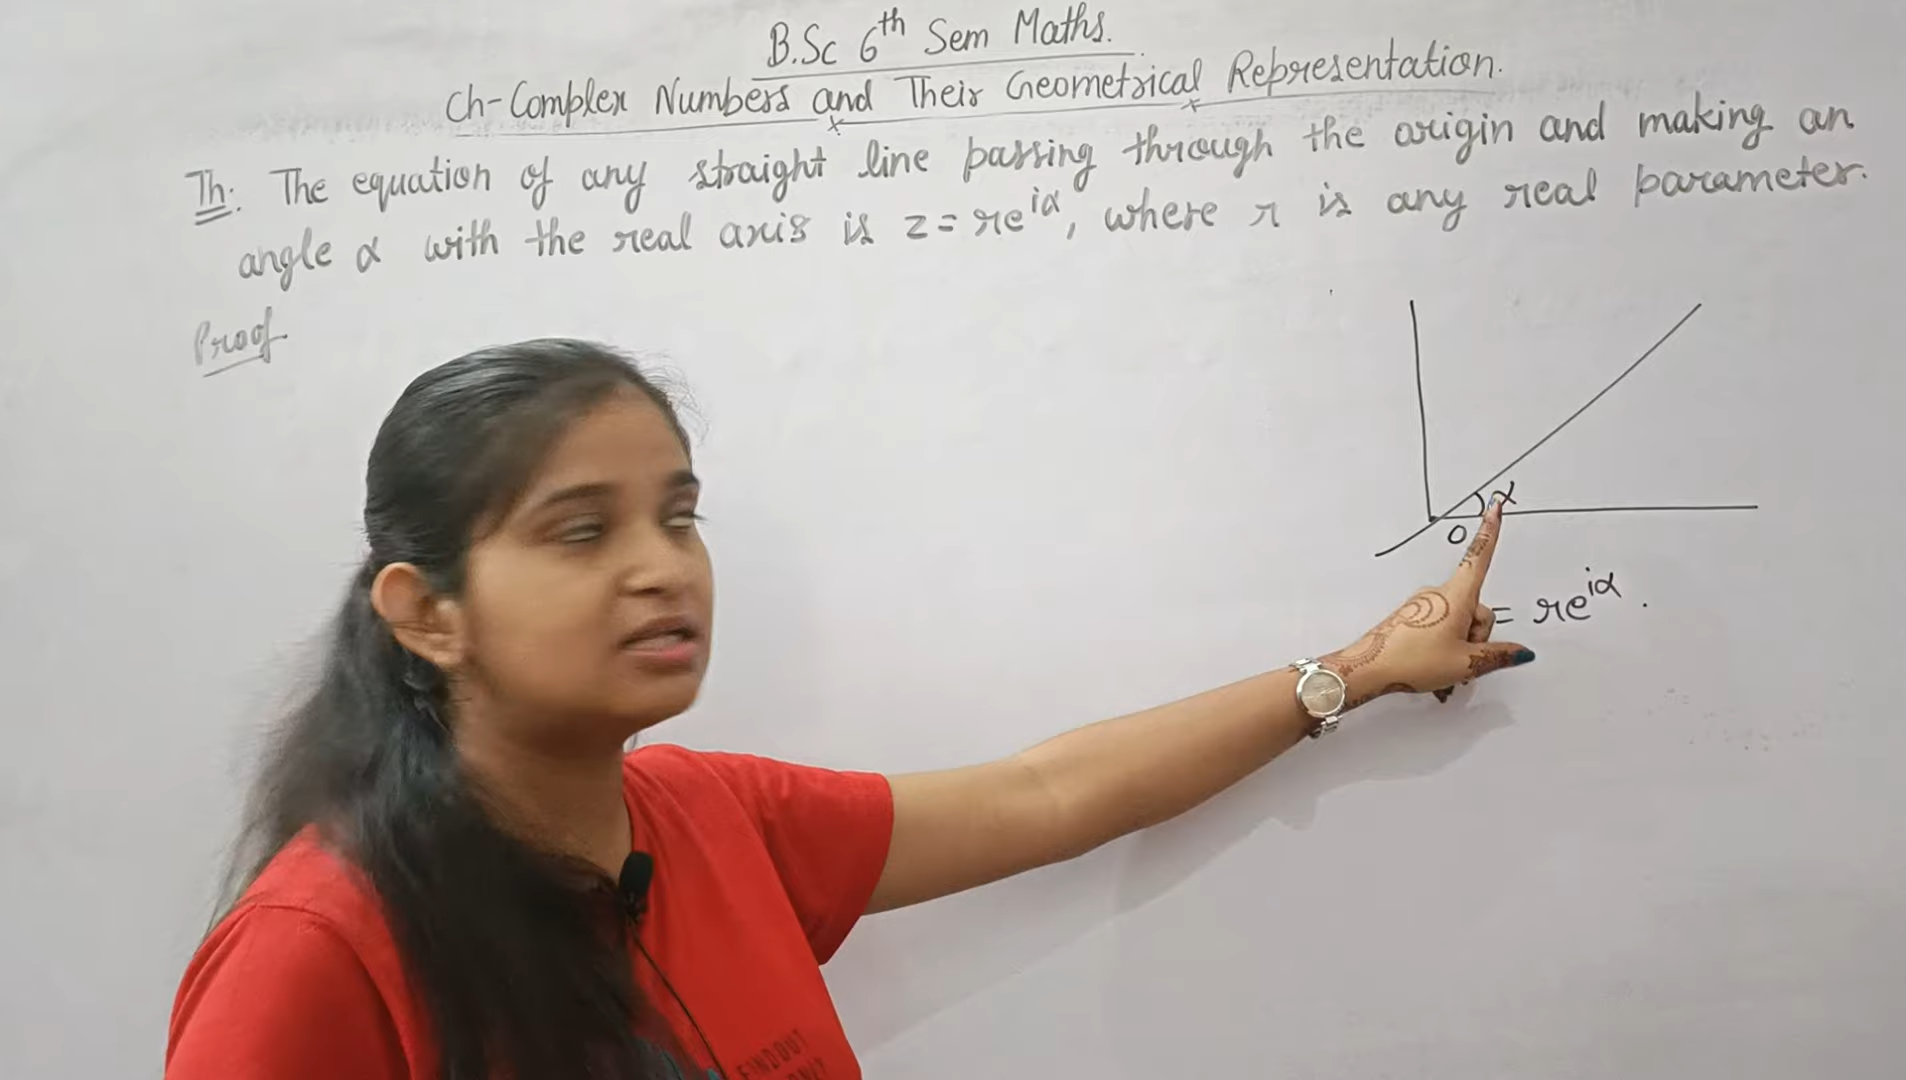 B.Sc 6th Sem Maths.
Ch-Complex Numbers and Their Geometrical Representation.
Th: The equation of any straight line passing through the origin and making an
angle α with the real axis is z = re^iα, where r is any real parameter.
Proof
α
O
= re^iα.
FINDOUT
ONLY